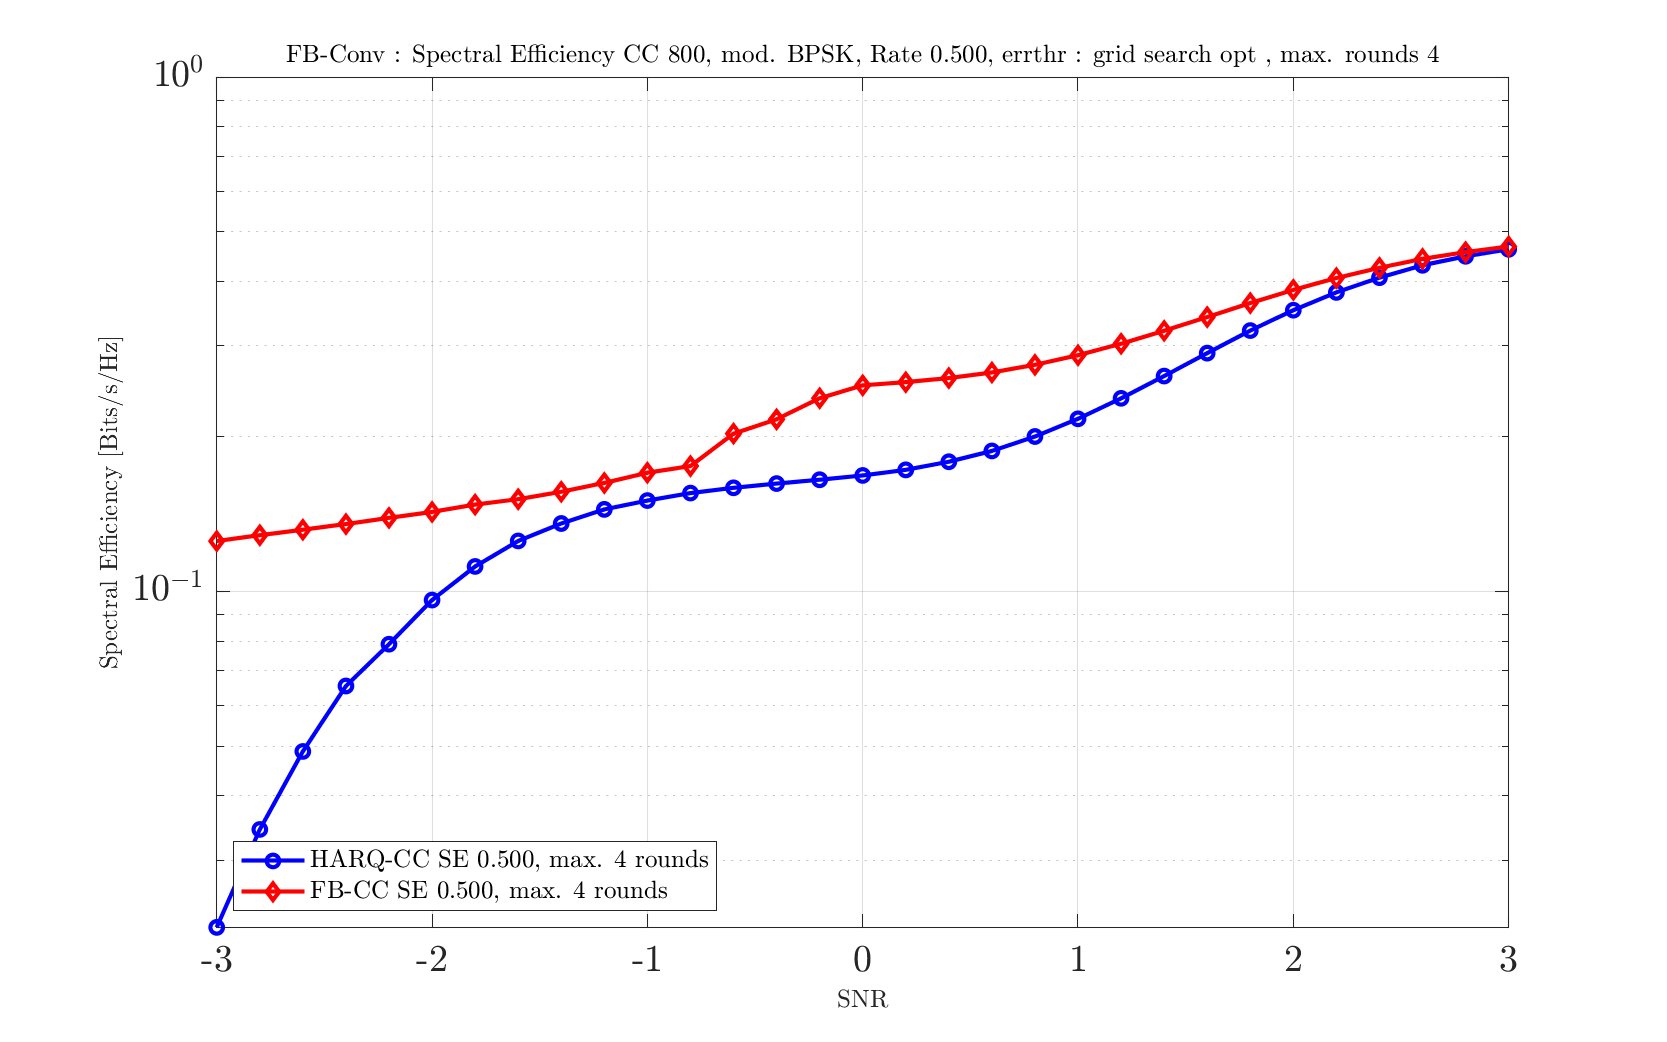 FB-Conv : Spectral Efficiency CC 800, mod. BPSK, Rate 0.500, errthr : grid search opt , max. rounds 4
10⁰
10⁻¹
Spectral Efficiency [Bits/s/Hz]
HARQ-CC SE 0.500, max. 4 rounds
FB-CC SE 0.500, max. 4 rounds
-3 -2 -1 0 1 2 3
SNR